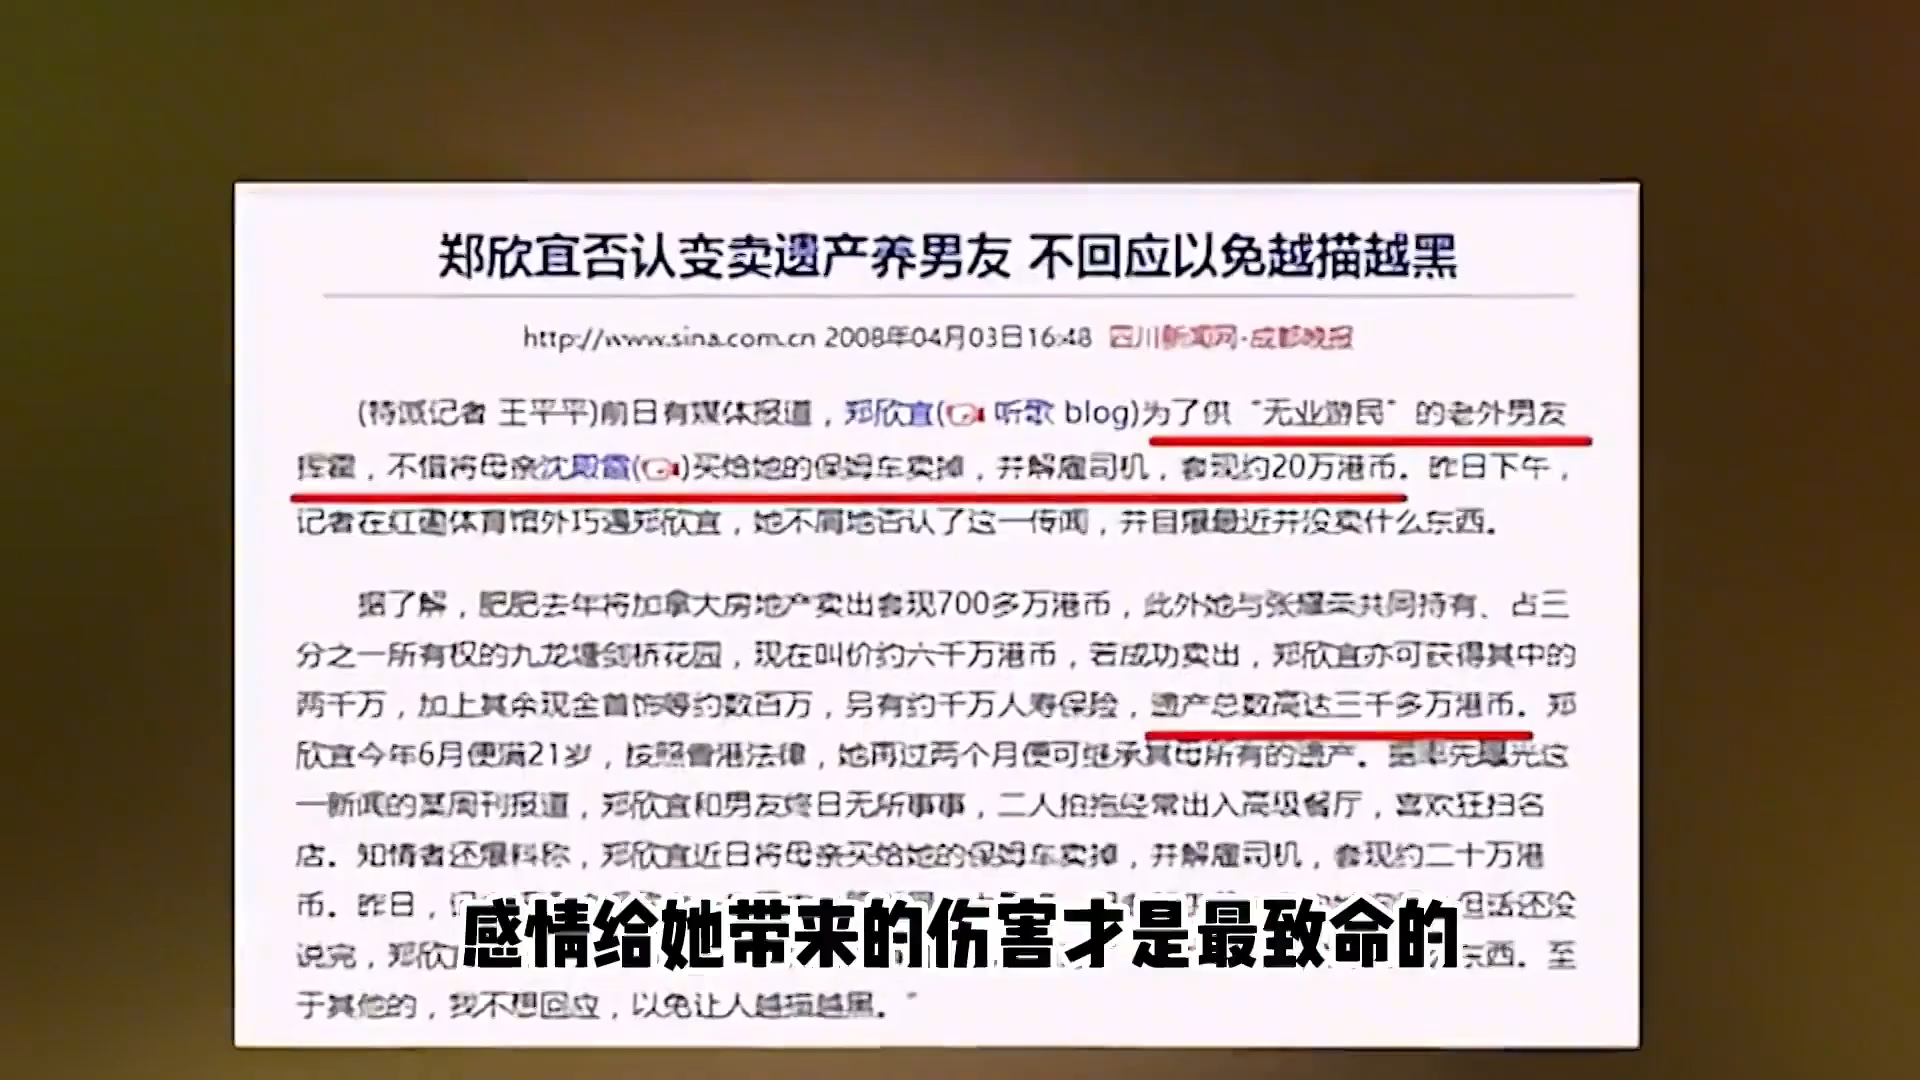 郑欣宜否认变卖遗产养男友 不回应以免越描越黑
http://www.sina.com.cn 2008年04月03日16:48 四川新闻网-成都晚报
(特派记者 王平平)前日有媒体报道，郑欣宜( 听歌 blog)为了供“无业游民”的老外男友
挥霍，不惜将母亲沈殿霞( )买给她的保姆车卖掉，并解雇司机，套现约20万港币。昨日下午，
记者在红磡体育馆外巧遇郑欣宜，她不屑地否认了这一传闻，并自爆最近并没卖什么东西。
据了解，肥肥去年将加拿大房地产卖出套现700多万港币，此外她与张耀荣共同持有、占三
分之一所有权的九龙塘剑桥花园，现在叫价约六千万港币，若成功卖出，郑欣宜亦可获得其中的
两千万，加上其余现金首饰等约数百万，另有约千万人寿保险，遗产总数高达三千多万港币。郑
欣宜今年6月便满21岁，按照香港法律，她再过两个月便可继承其母所有的遗产。据率先曝光这
一新闻的某周刊报道，郑欣宜和男友终日无所事事，二人拍拖经常出入高级餐厅，喜欢狂扫名
店。知情者还爆料称，郑欣宜近日将母亲买给她的保姆车卖掉，并解雇司机，套现约二十万港
币。昨日， 但话还没
说完，郑欣 东西。至
于其他的，我不想回应，以免让人越描越黑。”
感情给她带来的伤害才是最致命的